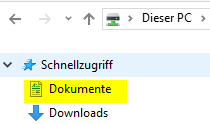 Dieser PC
Schnellzugriff
Dokumente
Downloads